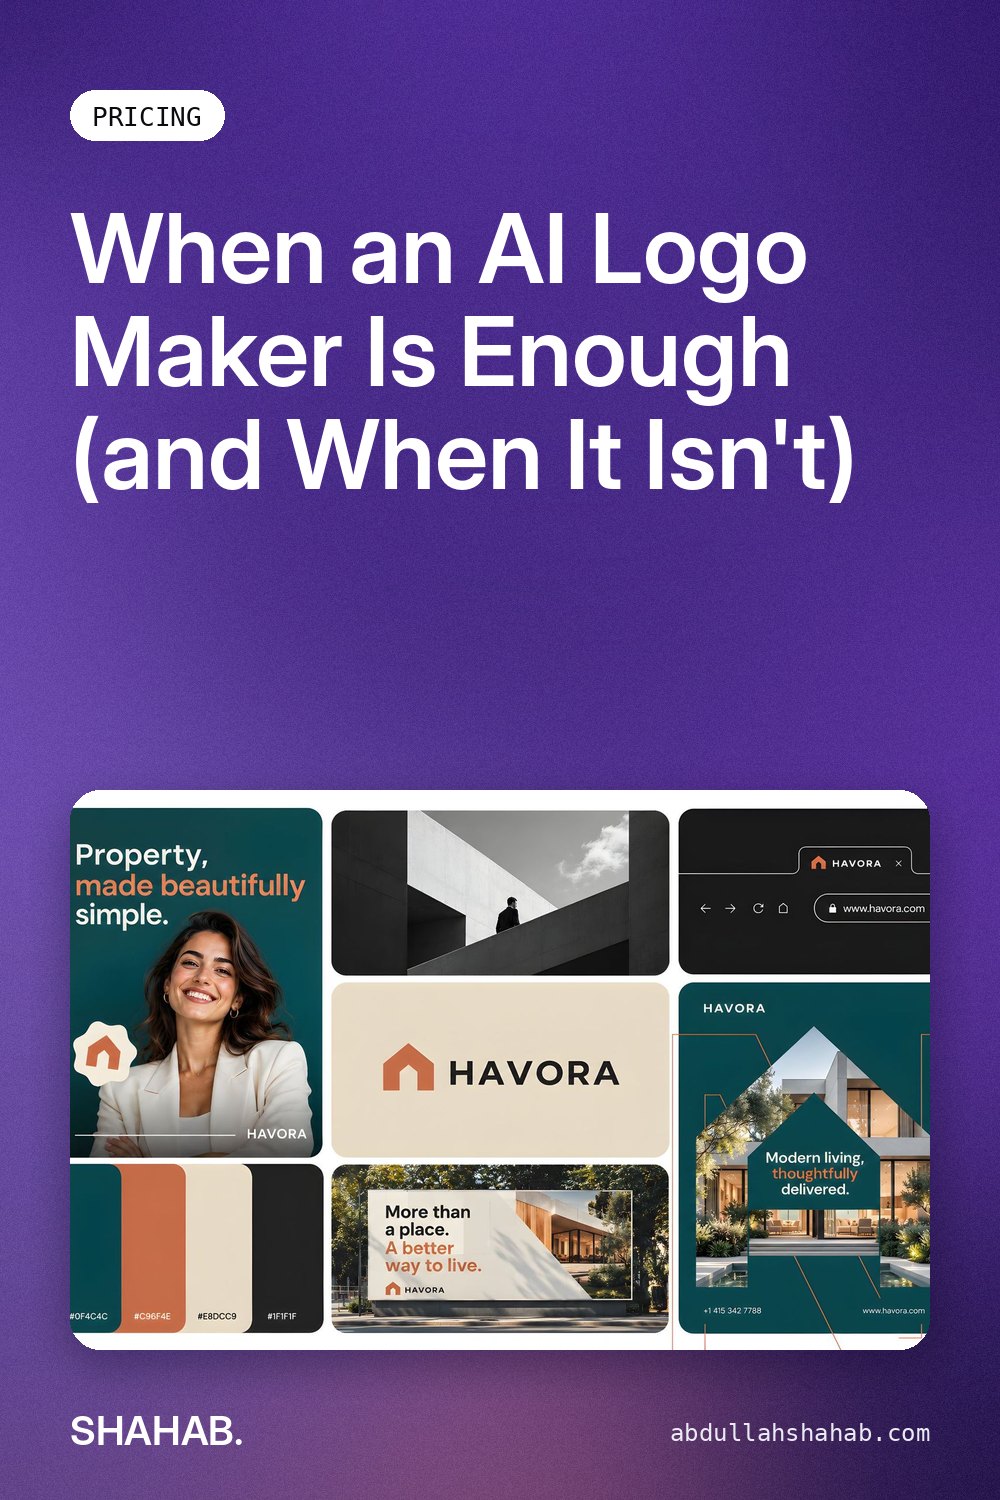 PRICING
When an AI Logo
Maker Is Enough
(and When It Isn't)
Property,
made beautifully
simple.
HAVORA
HAVORA
HAVORA
www.havora.com
HAVORA
Modern living,
thoughtfully
delivered.
+1 415 342 7788
www.havora.com
#0F4C4C
#C96F4E
#E8DCC9
#1F1F1F
More than
a place.
A better
way to live.
HAVORA
SHAHAB.
abdullahshahab.com